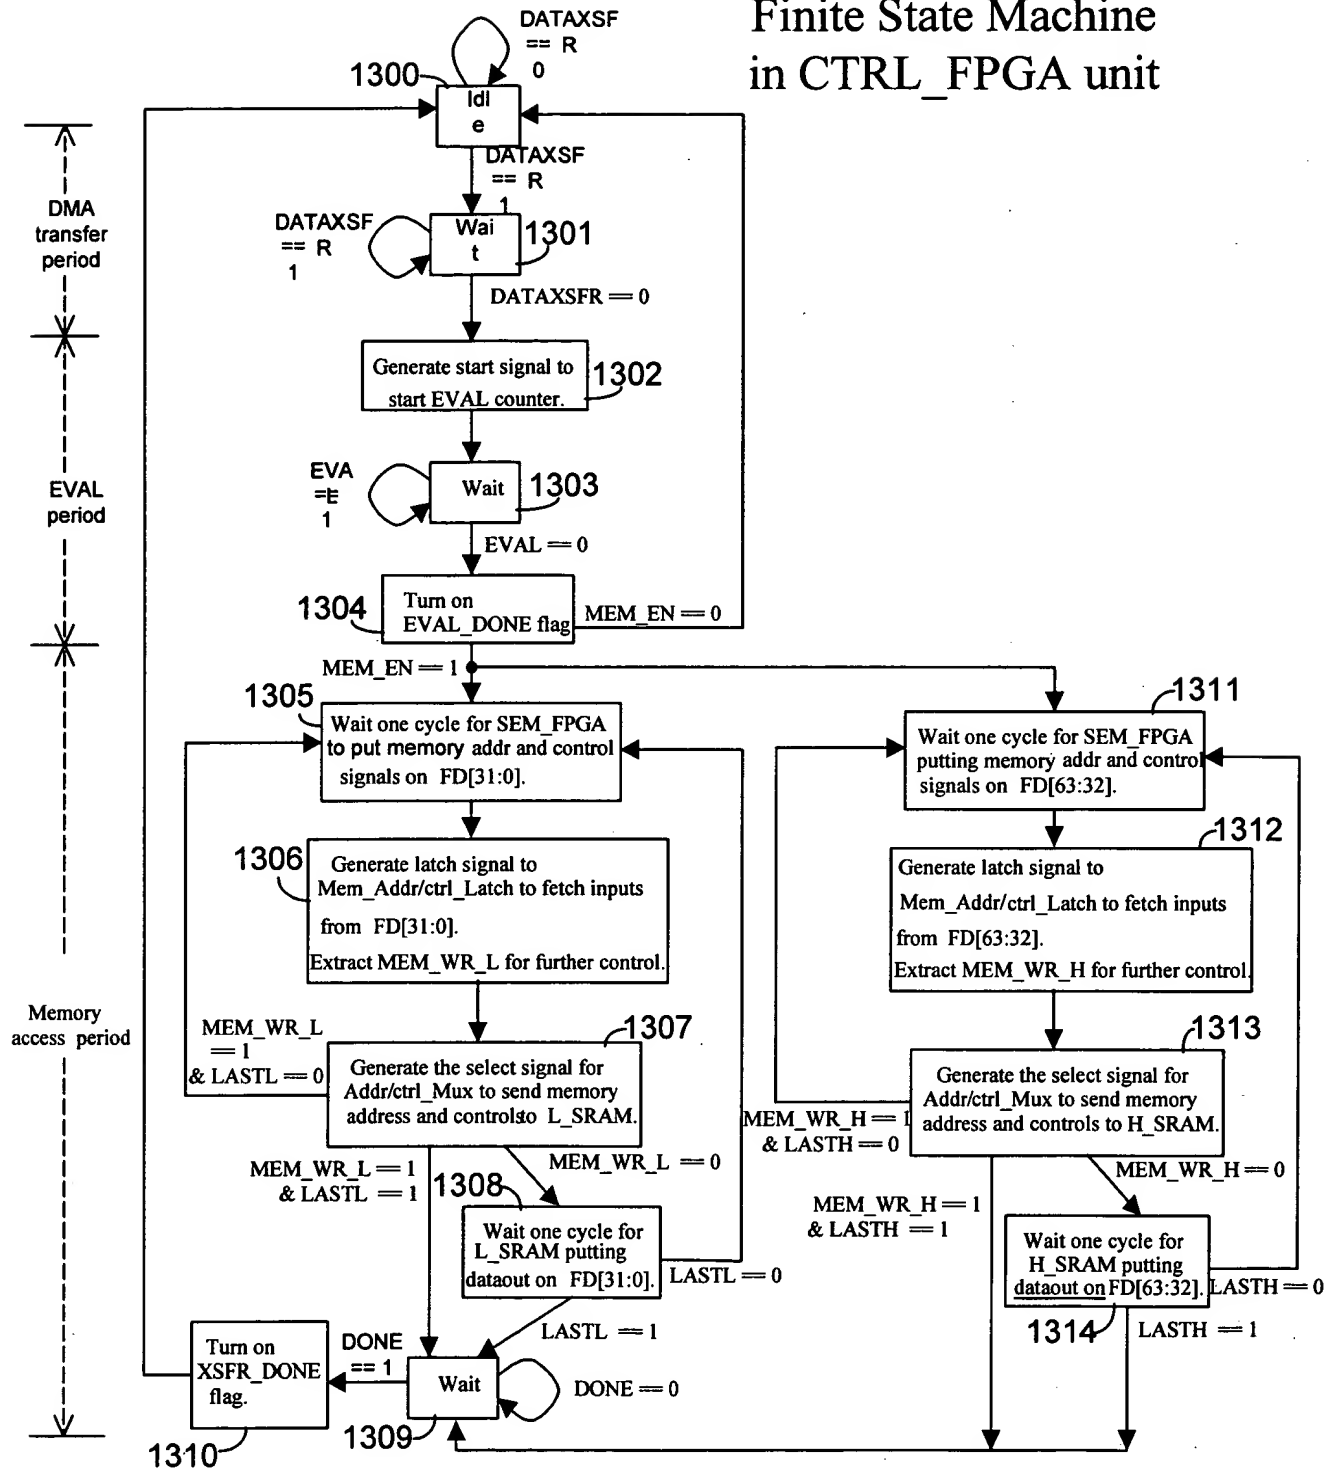 Finite State Machine
in CTRL_FPGA unit
DATAXSF
== R
0
1300
Idl
e
DATAXSF
== R
1
DMA
transfer
period
DATAXSF
== R
1
Wai
t
1301
DATAXSFR == 0
Generate start signal to
start EVAL counter.
1302
EVAL
period
EVA
== L
1
Wait
1303
EVAL == 0
1304
Turn on
EVAL_DONE flag
MEM_EN == 0
MEM_EN == 1
1305
Wait one cycle for SEM_FPGA
to put memory addr and control
signals on FD[31:0].
1311
Wait one cycle for SEM_FPGA
putting memory addr and control
signals on FD[63:32].
1306
Generate latch signal to
Mem_Addr/ctrl_Latch to fetch inputs
from FD[31:0].
Extract MEM_WR_L for further control.
1312
Generate latch signal to
Mem_Addr/ctrl_Latch to fetch inputs
from FD[63:32].
Extract MEM_WR_H for further control.
Memory
access period
MEM_WR_L
== 1
& LASTL == 0
1307
Generate the select signal for
Addr/ctrl_Mux to send memory
address and controlsto L_SRAM.
1313
Generate the select signal for
Addr/ctrl_Mux to send memory
address and controls to H_SRAM.
MEM_WR_H == 1
& LASTH == 0
MEM_WR_L == 1
& LASTL == 1
MEM_WR_L == 0
1308
Wait one cycle for
L_SRAM putting
dataout on FD[31:0].
LASTL == 0
LASTL == 1
MEM_WR_H == 1
& LASTH == 1
MEM_WR_H == 0
Wait one cycle for
H_SRAM putting
dataout on FD[63:32].
LASTH == 0
1314
LASTH == 1
Turn on
XSFR_DONE
flag.
1310
DONE
== 1
Wait
1309
DONE == 0